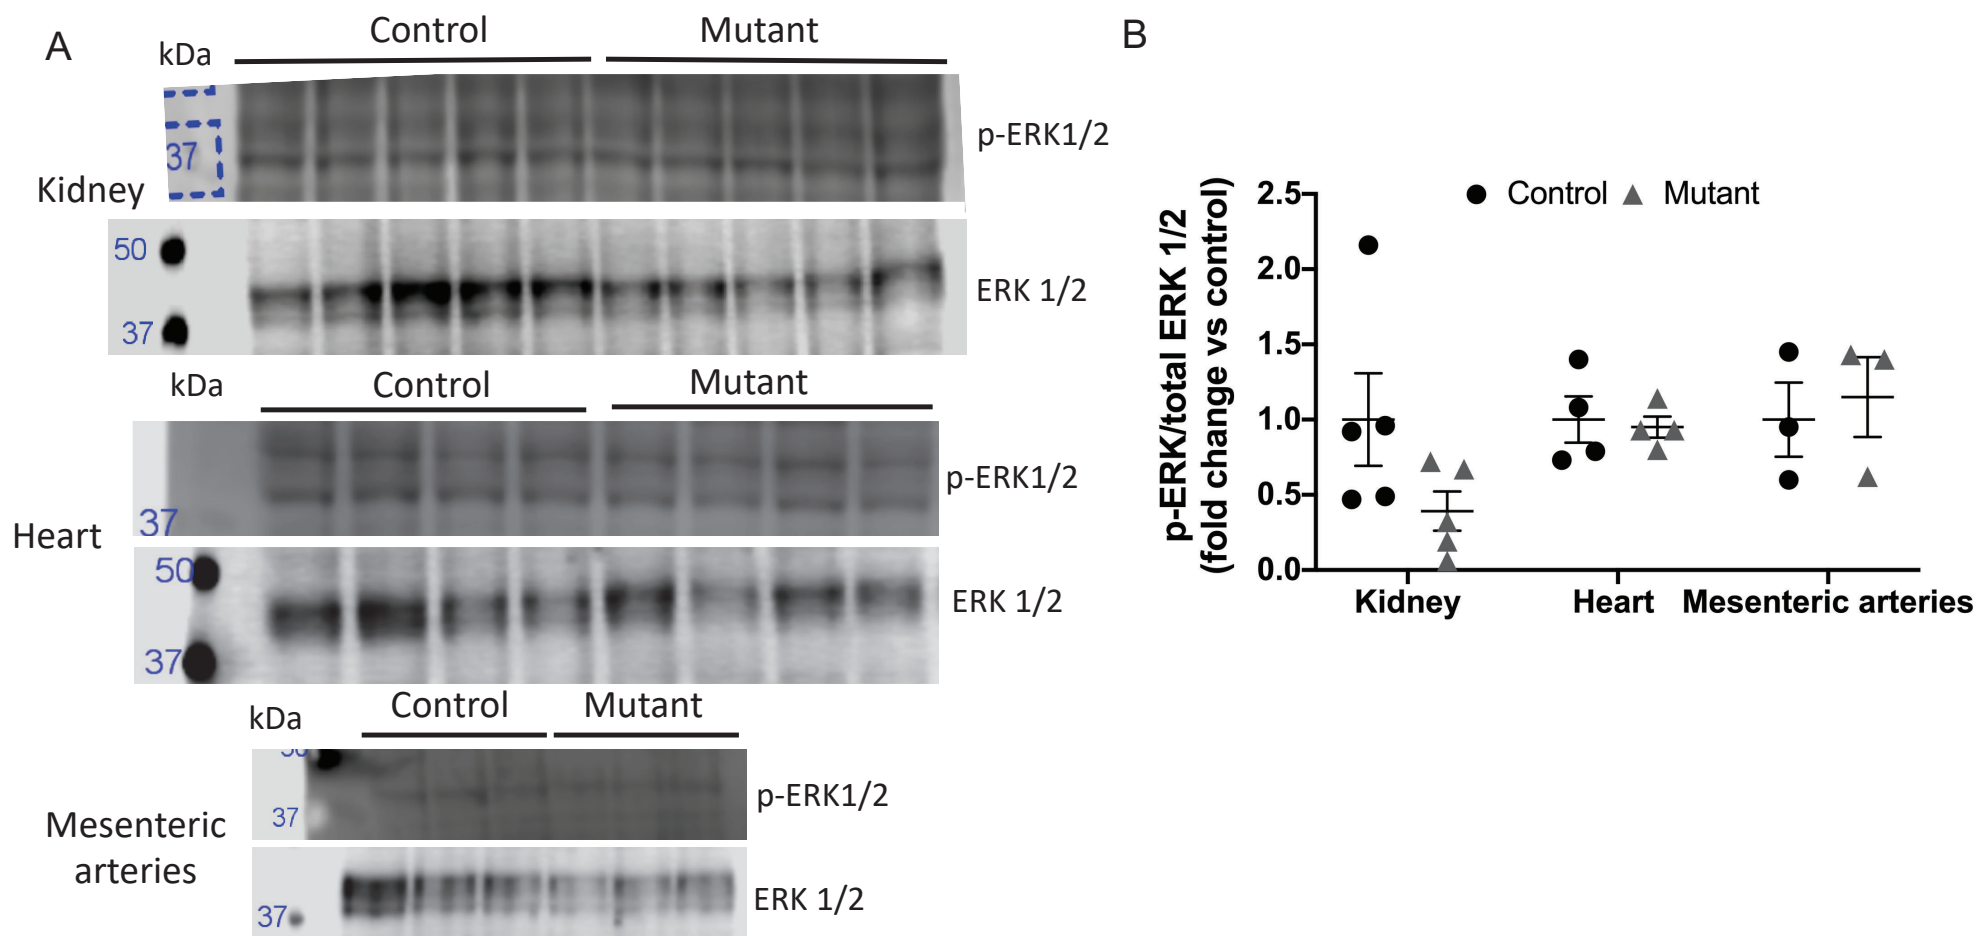 A
Control
Mutant
kDa
37
p-ERK1/2
Kidney
50
37
ERK 1/2
kDa
Control
Mutant
37
p-ERK1/2
Heart
50
37
ERK 1/2
kDa
Control
Mutant
37
p-ERK1/2
Mesenteric
arteries
37
ERK 1/2
B
p-ERK/total ERK 1/2
(fold change vs control)
2.5
2.0
1.5
1.0
0.5
0.0
Control
Mutant
Kidney
Heart
Mesenteric arteries